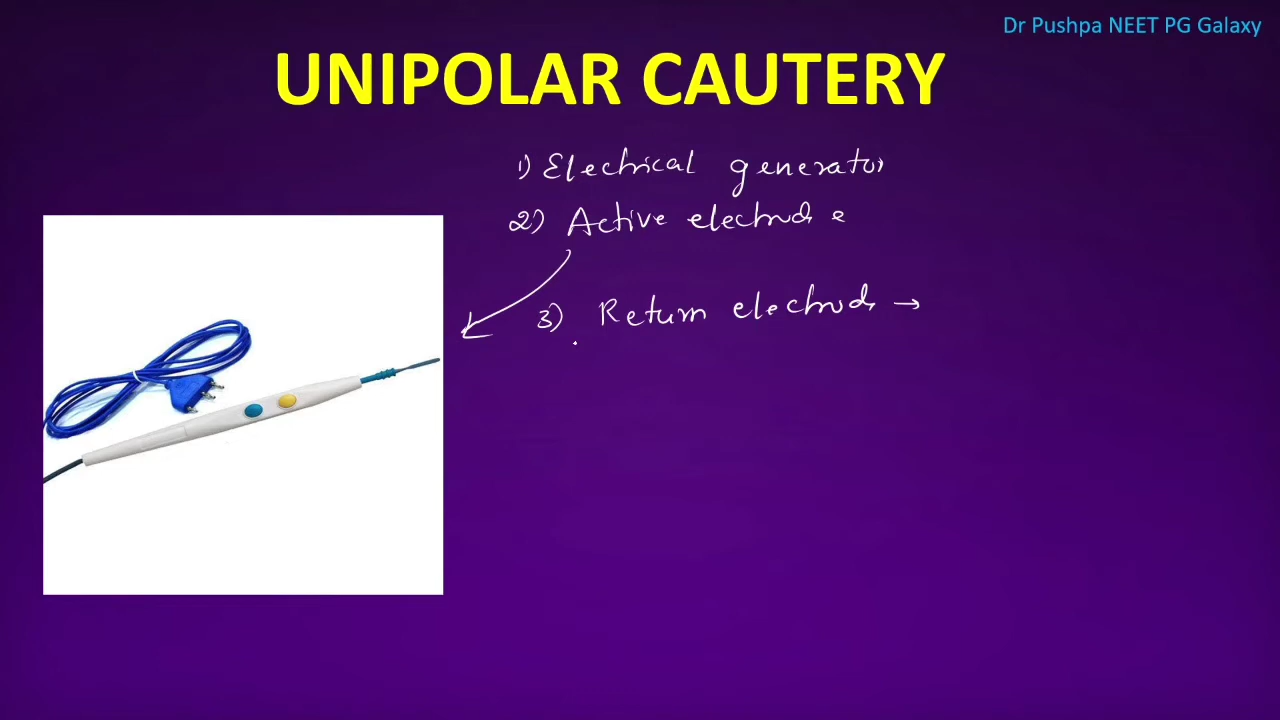 Dr Pushpa NEET PG Galaxy
UNIPOLAR CAUTERY
1) Electrical generator
2) Active electrode
3) Return electrode →